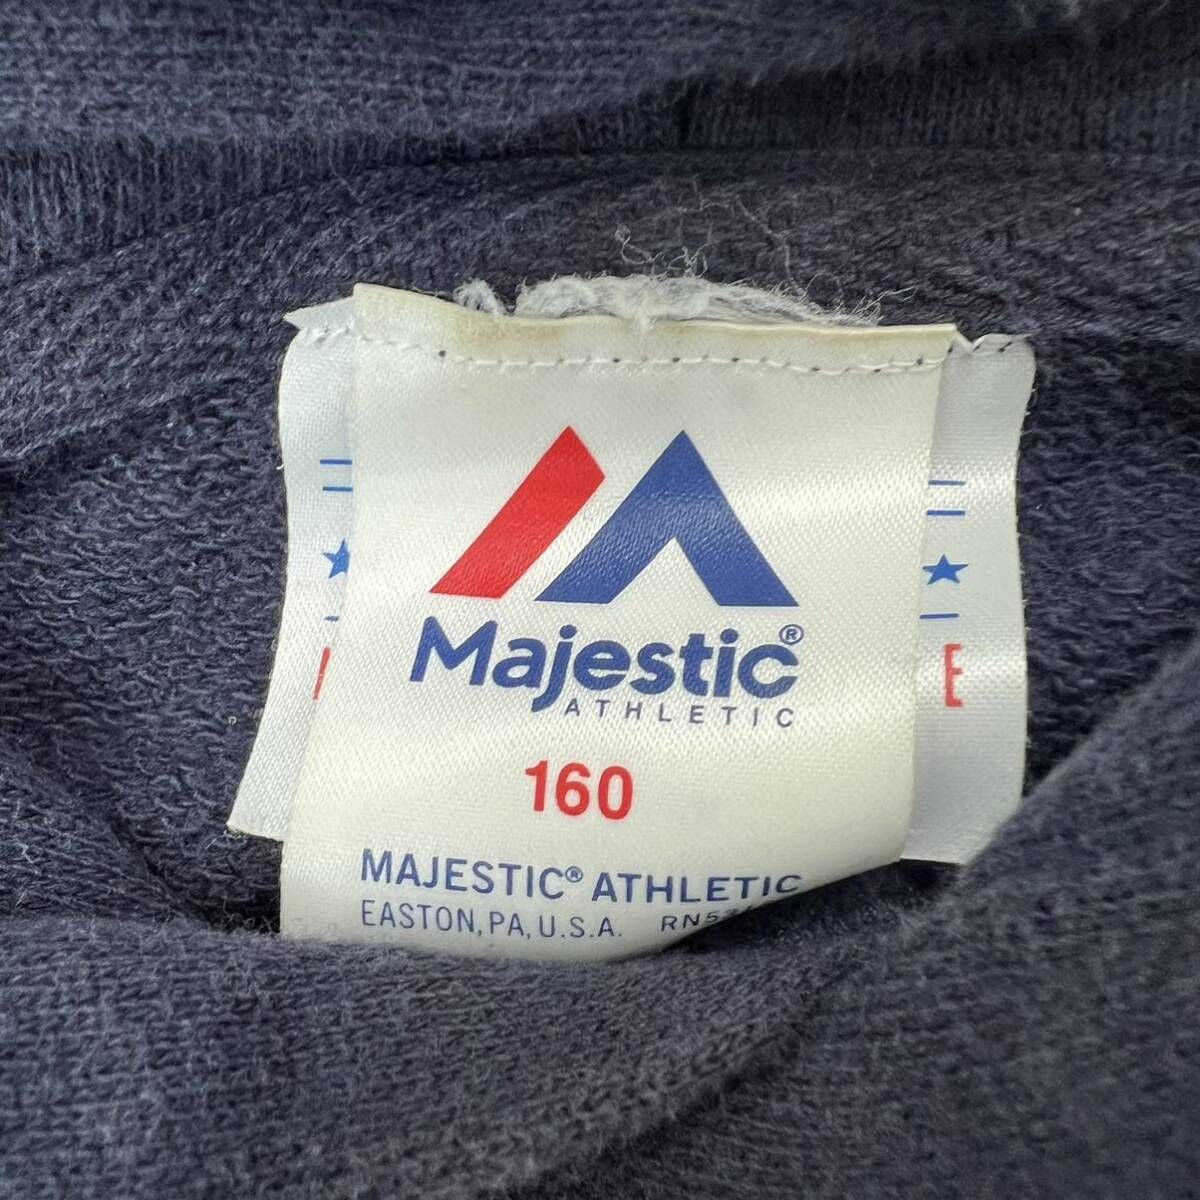 Majestic®
ATHLETIC
160
MAJESTIC® ATHLETIC
EASTON, PA, U.S.A.
E